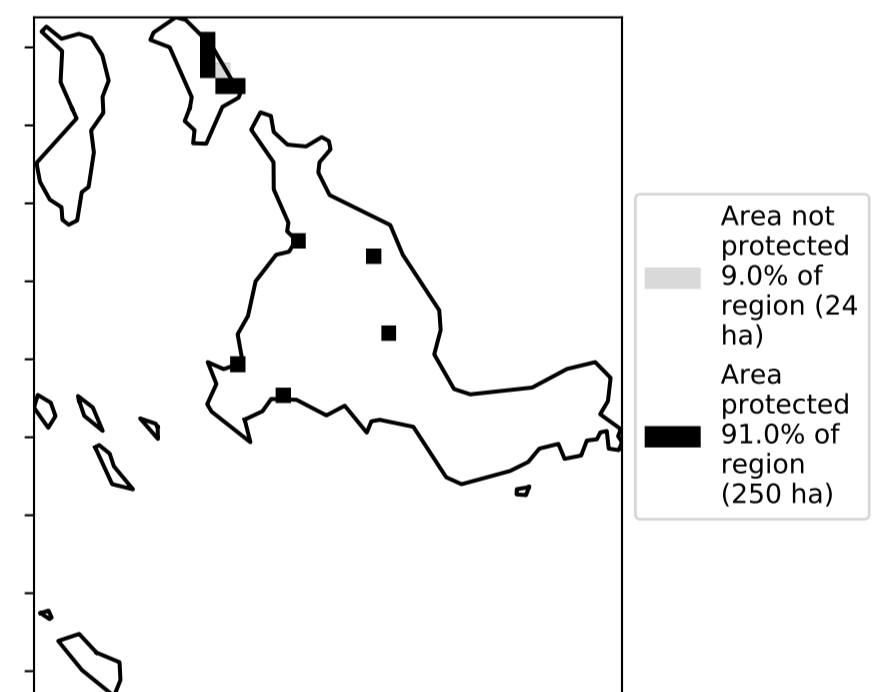 Area not
protected
9.0% of
region (24
ha)
Area
protected
91.0% of
region
(250 ha)